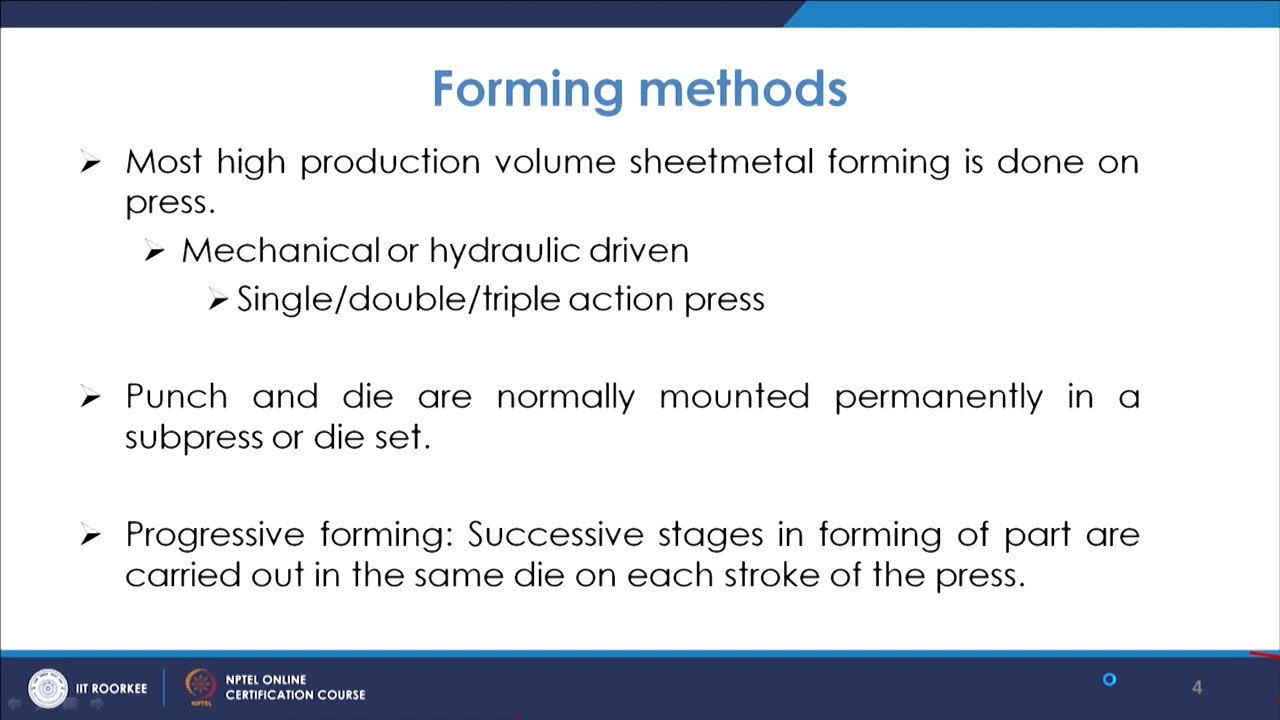 Forming methods
Most high production volume sheetmetal forming is done on
press.
Mechanical or hydraulic driven
Single/double/triple action press
Punch and die are normally mounted permanently in a
subpress or die set.
Progressive forming: Successive stages in forming of part are
carried out in the same die on each stroke of the press.
IIT ROORKEE
NPTEL
NPTEL ONLINE
CERTIFICATION COURSE
4